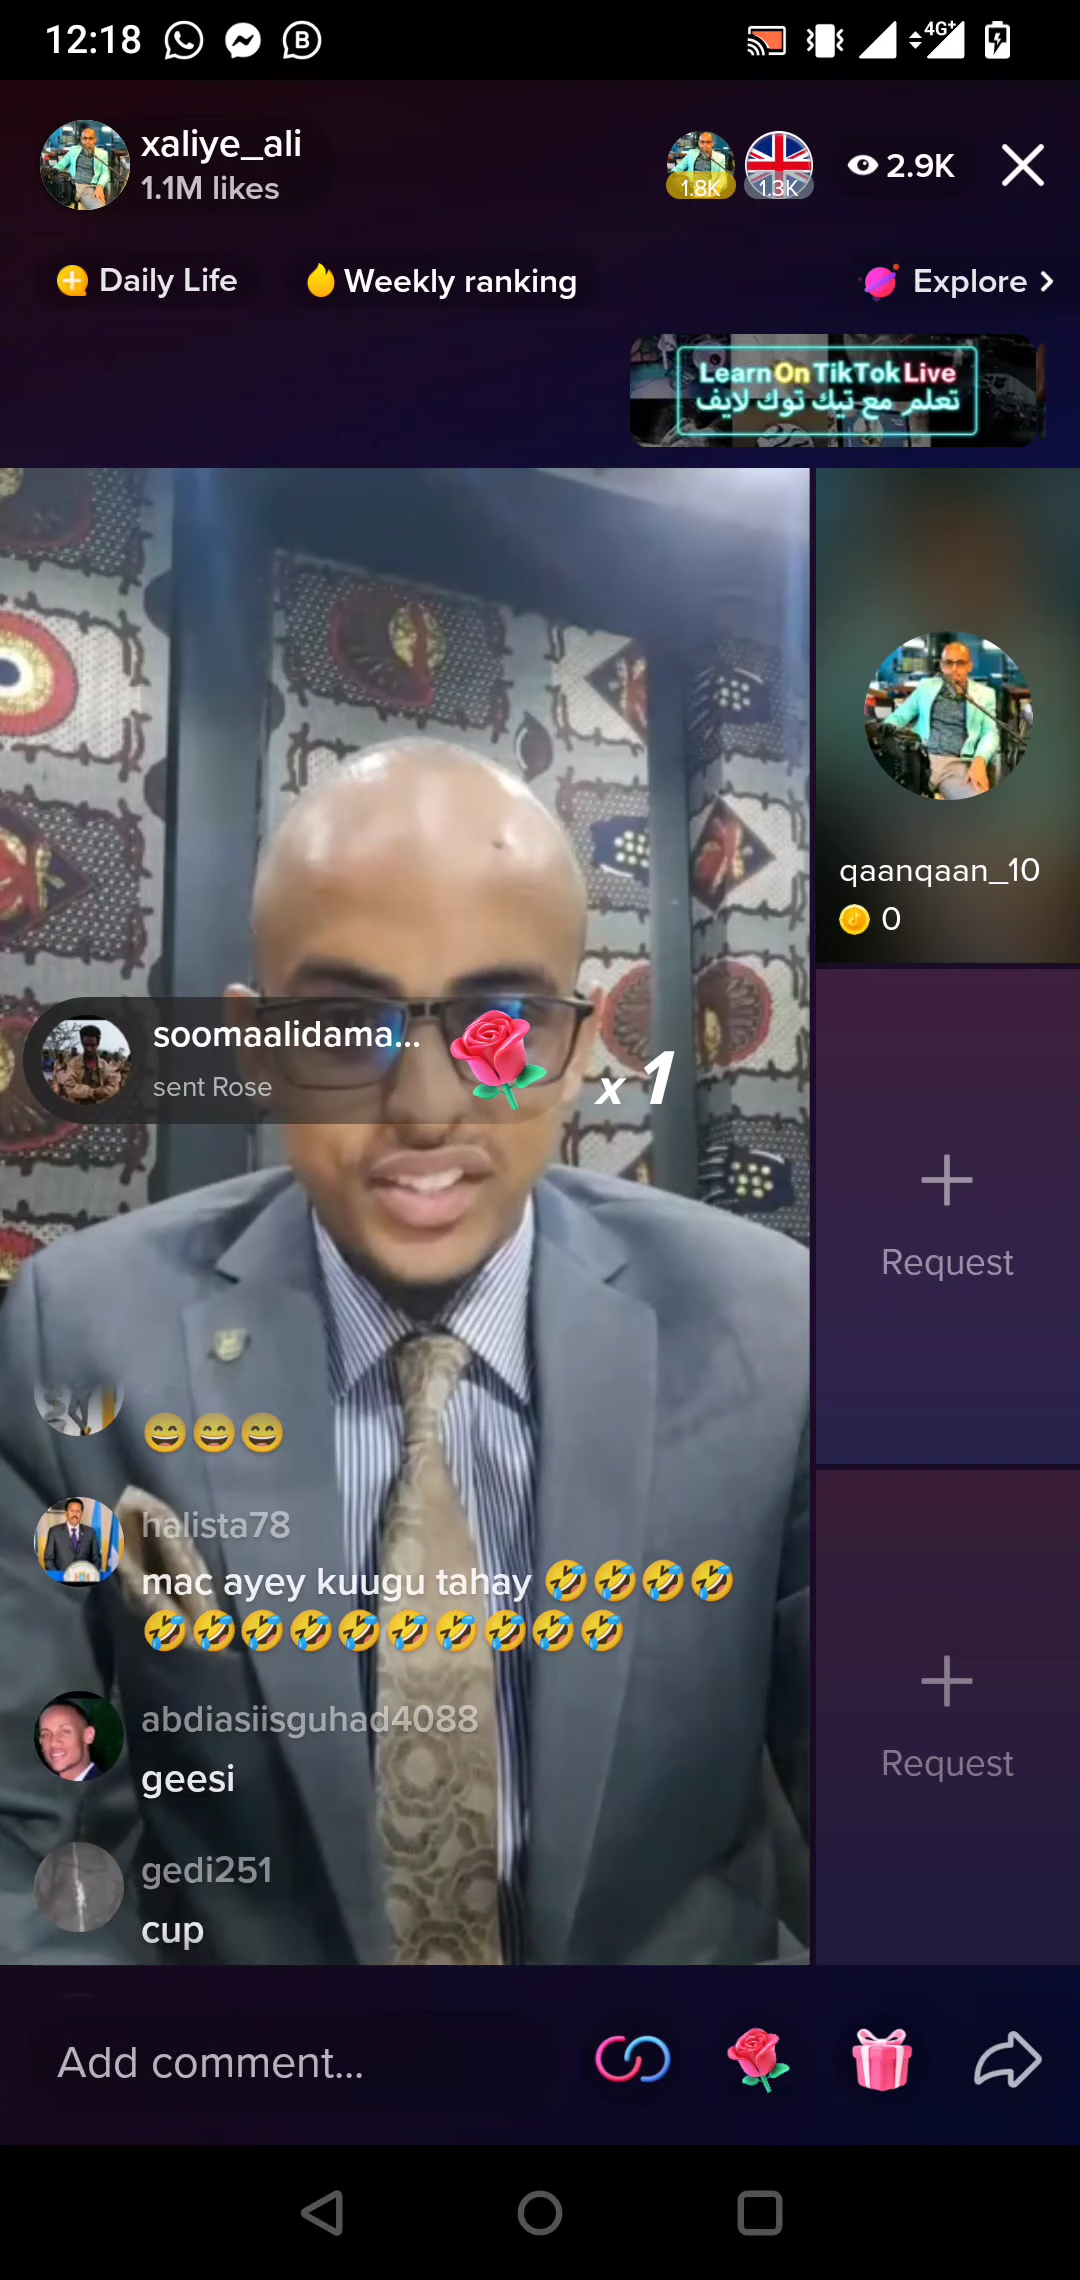 12:18
4G+
xaliye_ali
1.1M likes
1.8K
1.3K
2.9K
Daily Life
Weekly ranking
Explore
Learn On TikTok Live
تعلم مع تيك توك لايف
qaanqaan_10
0
soomaalidama...
sent Rose
x 1
Request
😄😄😄
halista78
mac ayey kuugu tahay 🤣🤣🤣🤣
🤣🤣🤣🤣🤣🤣🤣🤣🤣🤣
abdiasiisguhad4088
geesi
Request
gedi251
cup
Add comment...